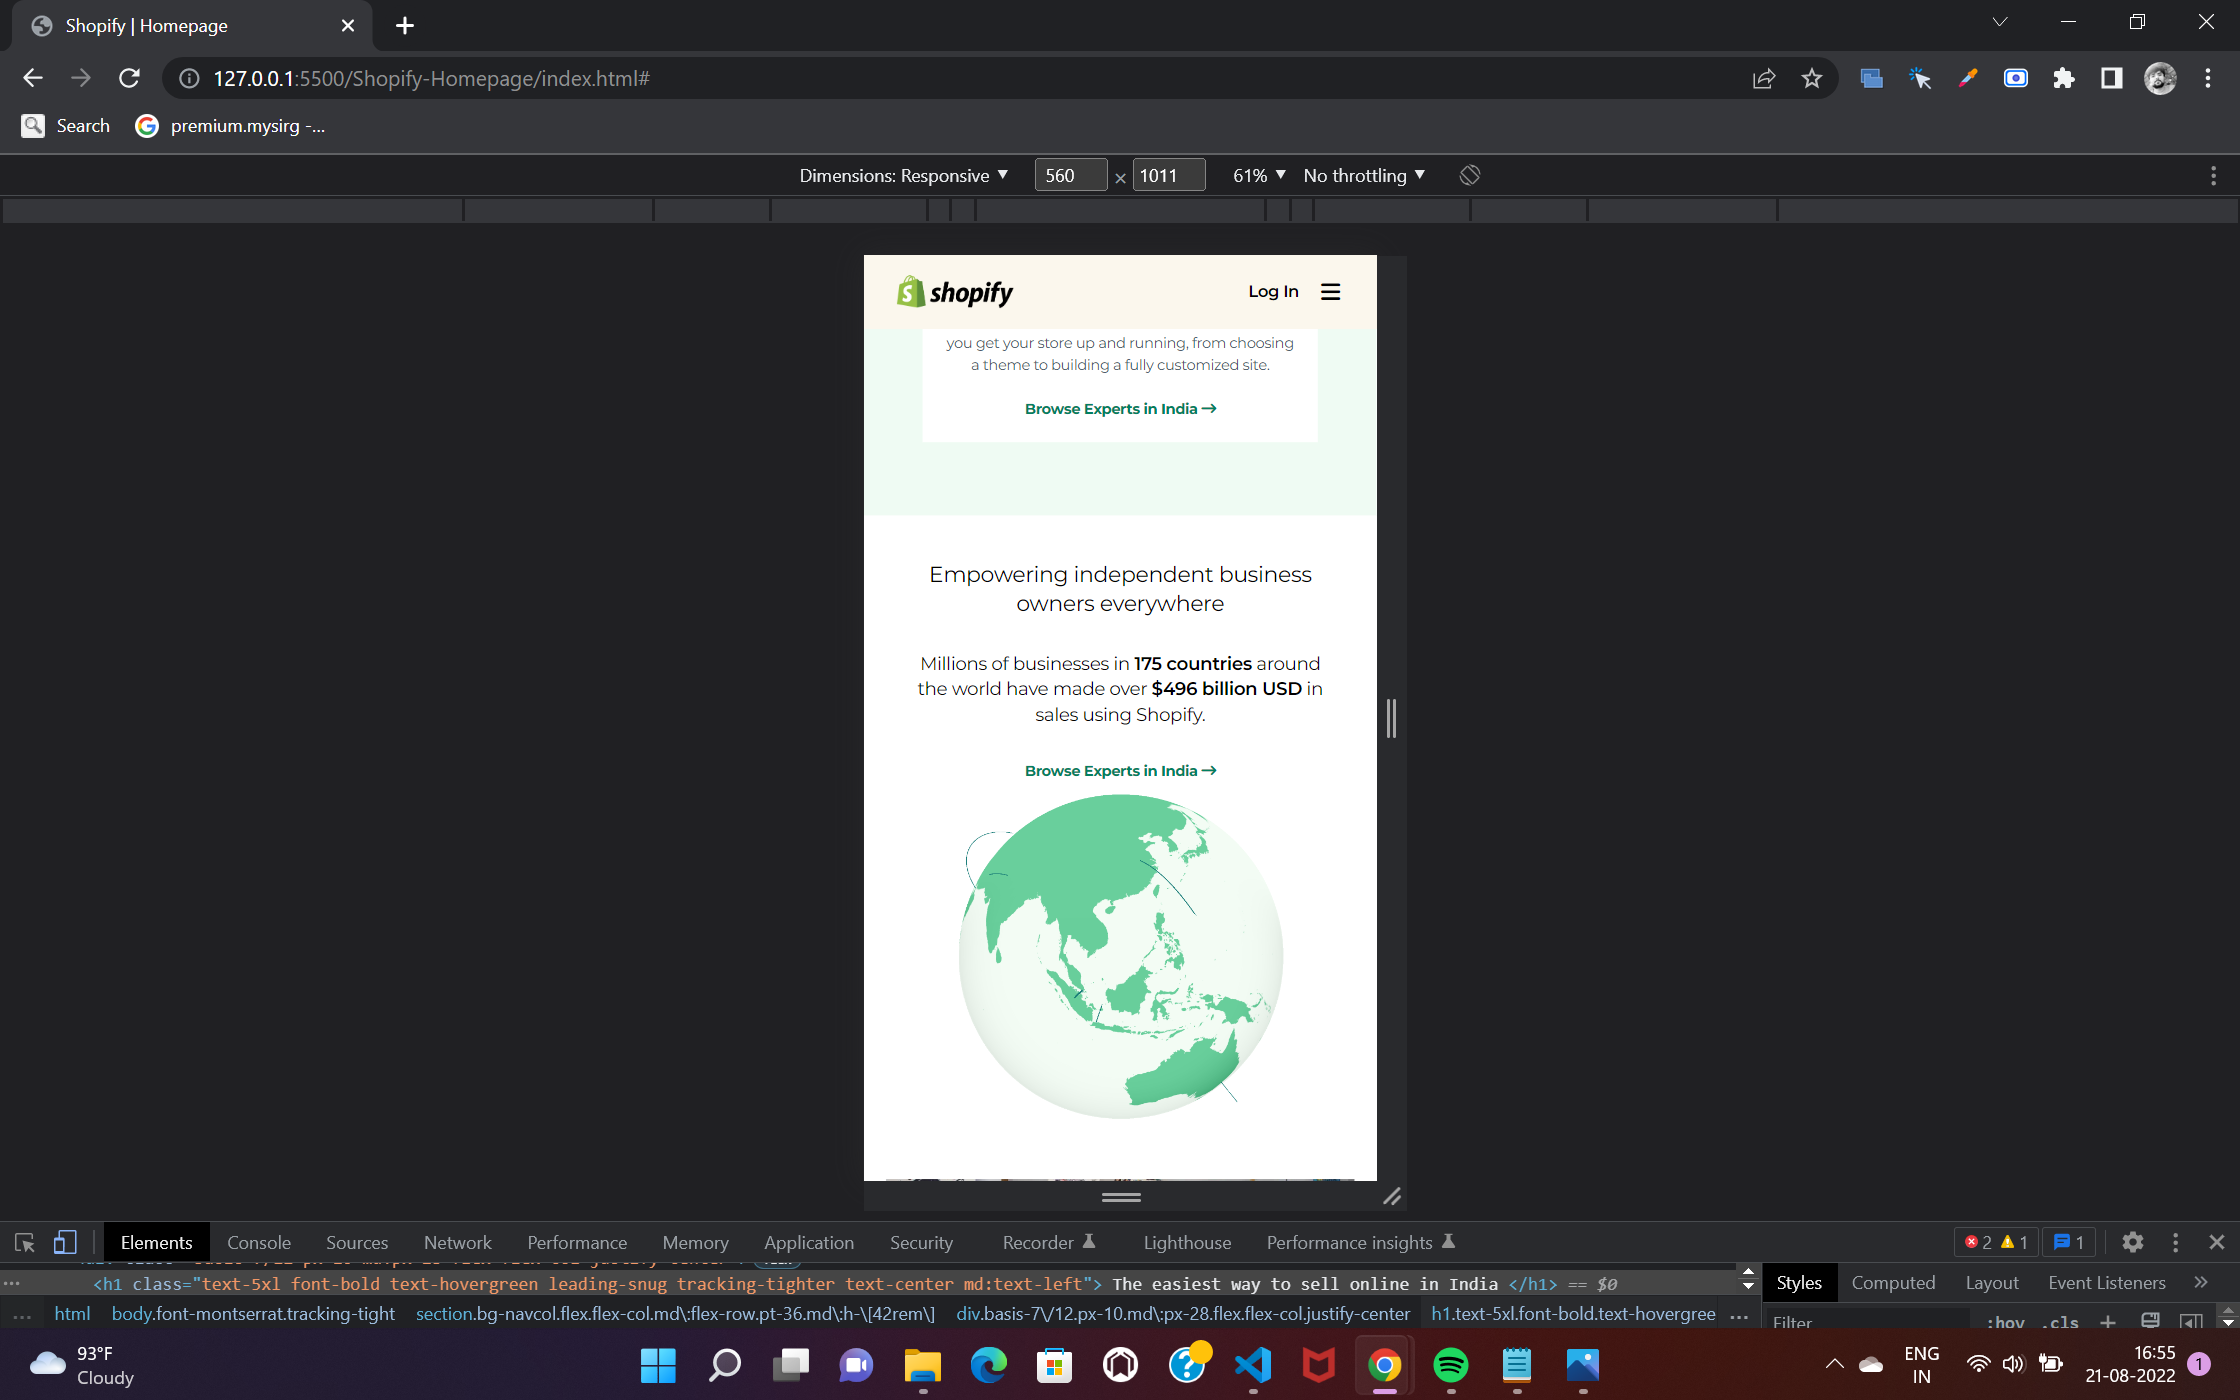 Shopify | Homepage
127.0.0.1:5500/Shopify-Homepage/index.html#
Search
premium.mysirg -...
Dimensions: Responsive ▼ 560 × 1011 61% ▼ No throttling ▼
shopify
Log In
you get your store up and running, from choosing
a theme to building a fully customized site.
Browse Experts in India →
Empowering independent business
owners everywhere
Millions of businesses in 175 countries around
the world have made over $496 billion USD in
sales using Shopify.
Browse Experts in India →
Elements Console Sources Network Performance Memory Application Security Recorder Lighthouse Performance insights 2 1 1
<h1 class="text-5xl font-bold text-hovergreen leading-snug tracking-tighter text-center md:text-left"> The easiest way to sell online in India </h1> == $0
Styles Computed Layout Event Listeners »
... html body.font-montserrat.tracking-tight section.bg-navcol.flex.flex-col.md\:flex-row.pt-36.md\:h-\[42rem\] div.basis-7\/12.px-10.md\:px-28.flex.flex-col.justify-center h1.text-5xl.font-bold.text-hovergree ...
Filter :hov .cls +
93°F
Cloudy
ENG
IN
16:55
21-08-2022
1